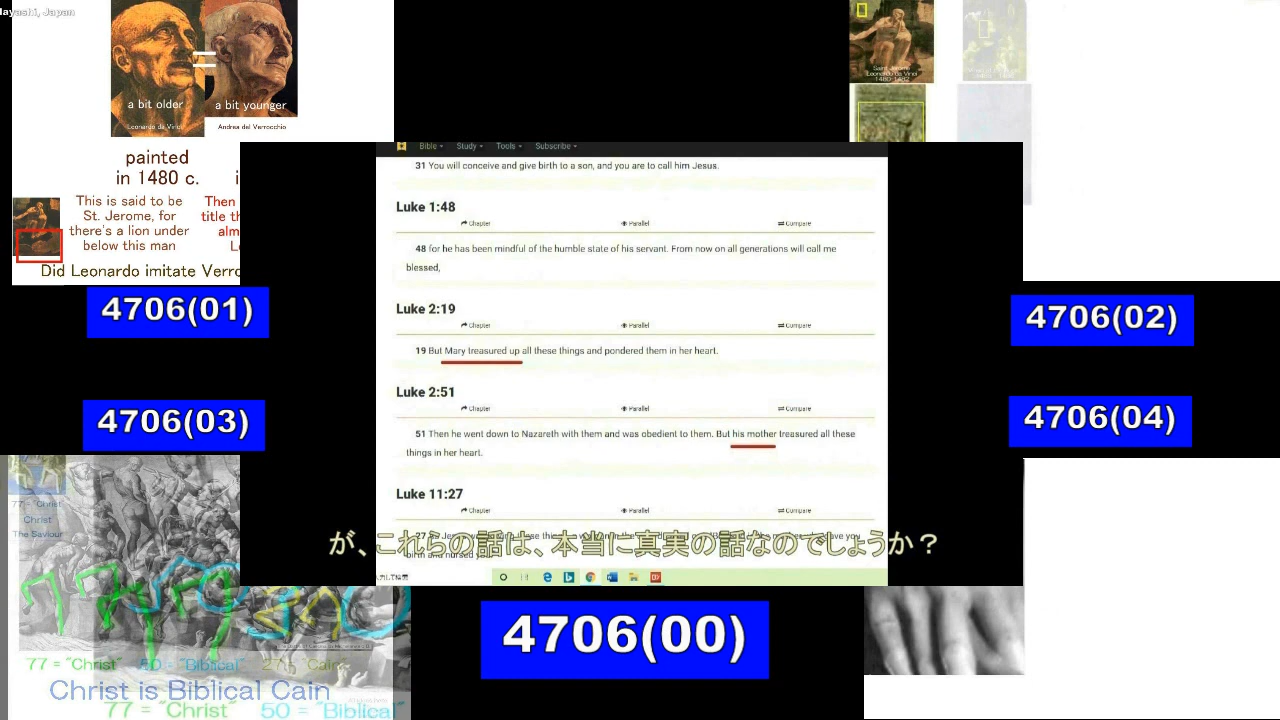 ayashi, Japan
a bit older
a bit younger
Leonardo da Vinci
Andrea del Verrocchio
painted
in 1480 c.
This is said to be
St. Jerome, for
there's a lion under
below this man
Then
title th
alm
Did Leonardo imitate Verro
Saint Jerome
Leonardo da Vinci
1480-1482
4706(01)
4706(02)
4706(03)
4706(04)
Bible Study Tools Subscribe
31 You will conceive and give birth to a son, and you are to call him Jesus.
Luke 1:48
Chapter Parallel Compare
48 for he has been mindful of the humble state of his servant. From now on all generations will call me
blessed,
Luke 2:19
Chapter Parallel Compare
19 But Mary treasured up all these things and pondered them in her heart.
Luke 2:51
Chapter Parallel Compare
51 Then he went down to Nazareth with them and was obedient to them. But his mother treasured all these
things in her heart.
Luke 11:27
Chapter Parallel Compare
が、これらの話は、本当に真実の話なのでしょうか？
77 = "Christ"
Christ
The Saviour
77 = "Christ" 50 = "Biblical" 27 = "Cain"
Christ is Biblical Cain
77 = "Christ" 50 = "Biblical"
4706(00)